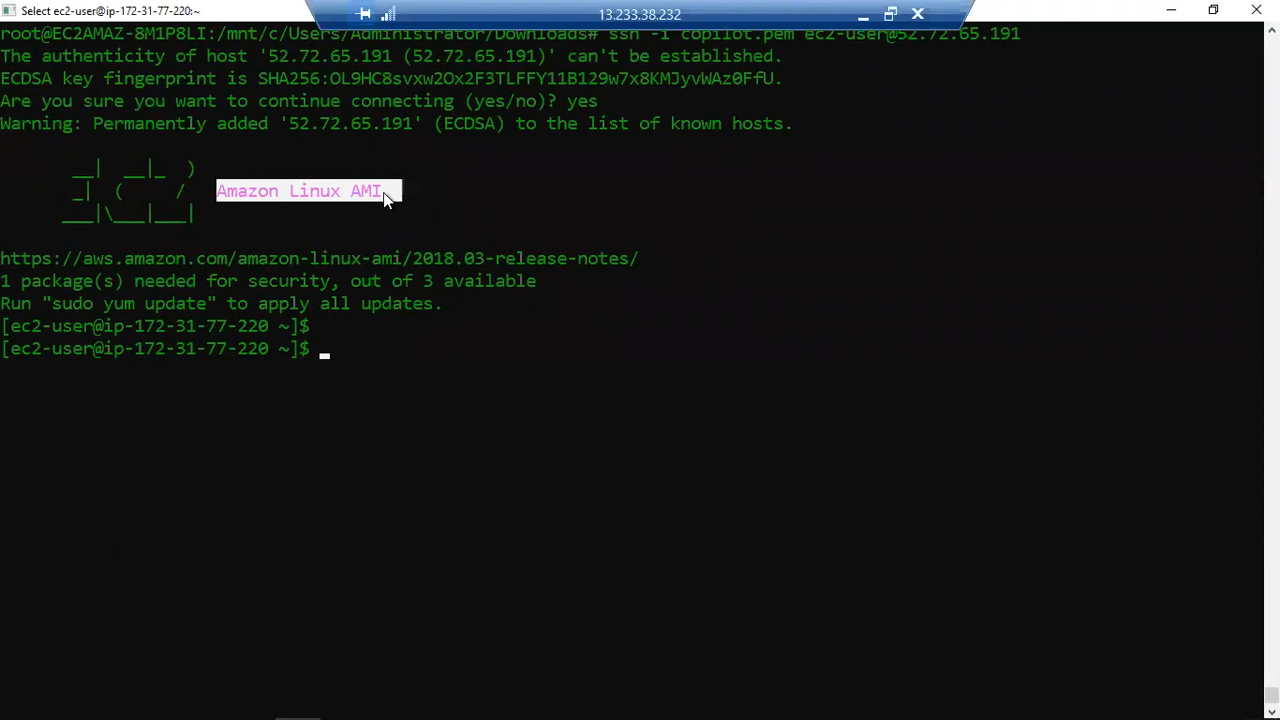 Select ec2-user@ip-172-31-77-220:~
13.233.38.232
root@EC2AMAZ-8M1P8LI:/mnt/c/Users/Administrator/Downloads# ssh -i copilot.pem ec2-user@52.72.65.191
The authenticity of host '52.72.65.191 (52.72.65.191)' can't be established.
ECDSA key fingerprint is SHA256:OL9HC8svxw2Ox2F3TLFFY11B129w7x8KMJyvWAz0FfU.
Are you sure you want to continue connecting (yes/no)? yes
Warning: Permanently added '52.72.65.191' (ECDSA) to the list of known hosts.
__|  __|_  )
_|  (     /   Amazon Linux AMI
___|\___|___|
https://aws.amazon.com/amazon-linux-ami/2018.03-release-notes/
1 package(s) needed for security, out of 3 available
Run "sudo yum update" to apply all updates.
[ec2-user@ip-172-31-77-220 ~]$
[ec2-user@ip-172-31-77-220 ~]$